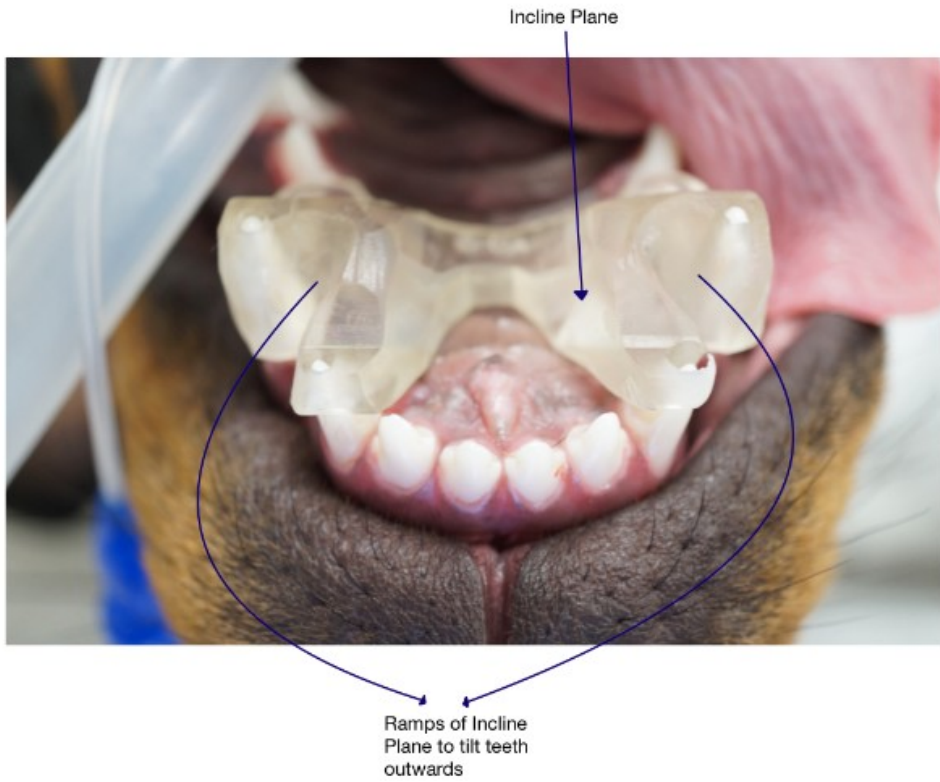 Incline Plane
Ramps of Incline
Plane to tilt teeth
outwards